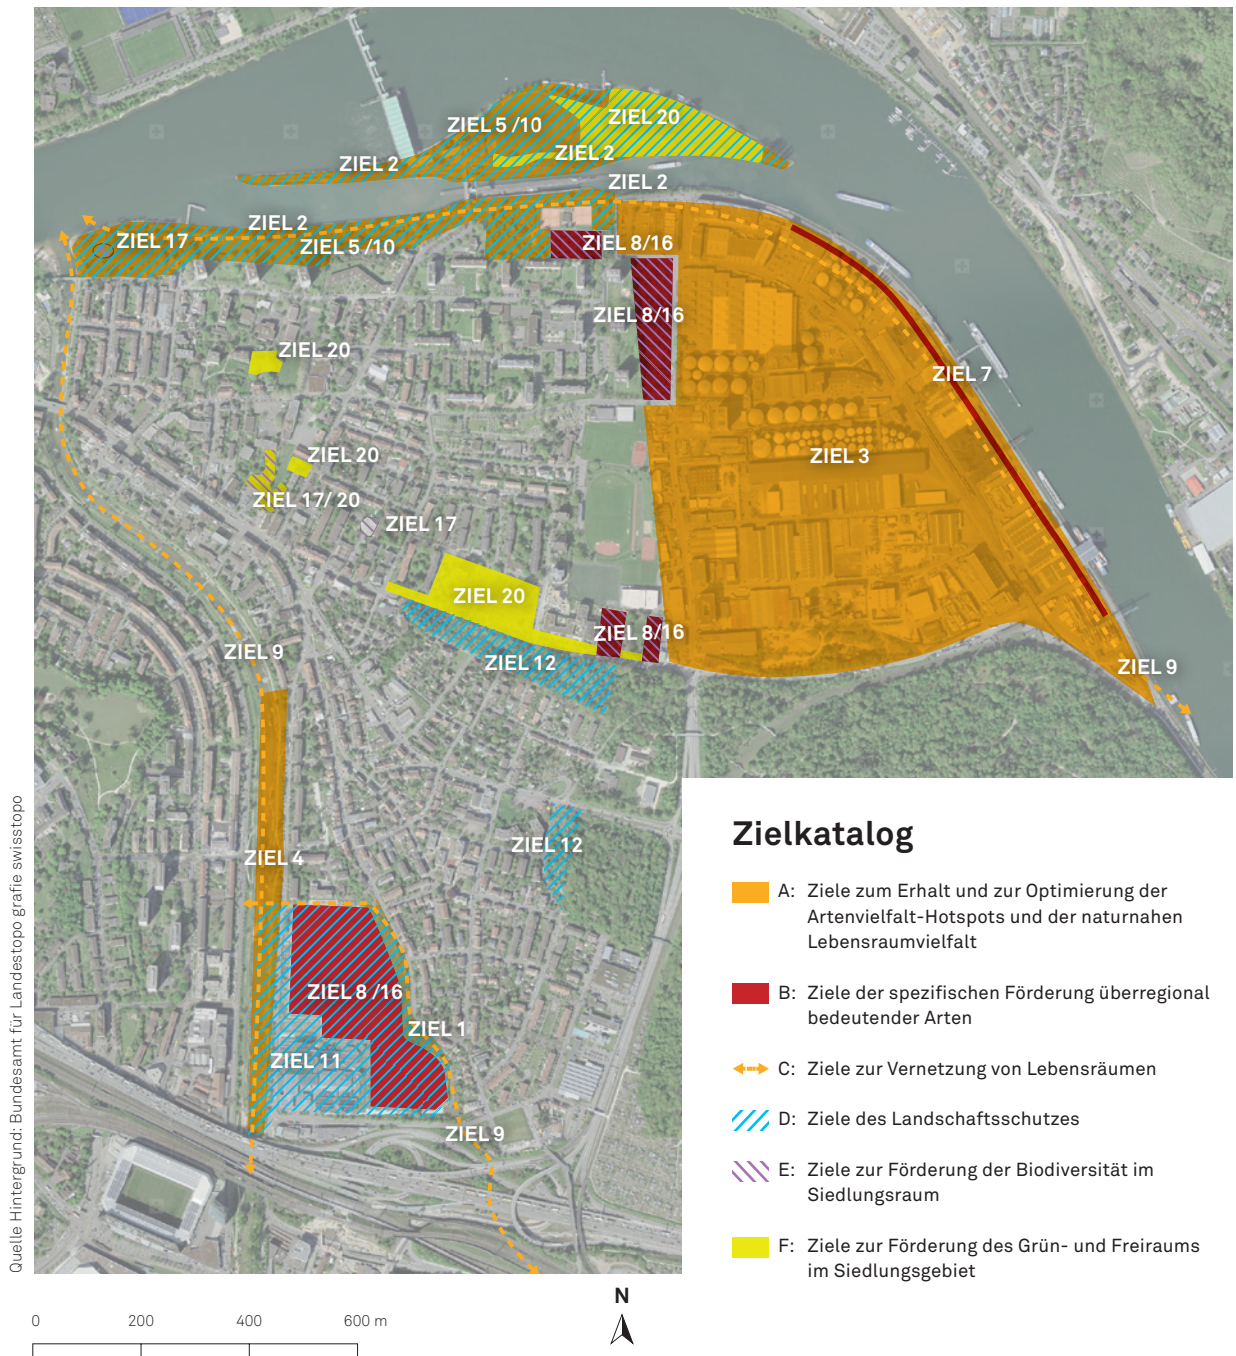 ZIEL 5 /10
ZIEL 20
ZIEL 2
ZIEL 2
ZIEL 2
ZIEL 2
ZIEL 17
ZIEL 5 /10
ZIEL 8/16
ZIEL 8/16
ZIEL 20
ZIEL 7
ZIEL 20
ZIEL 3
ZIEL 17/ 20
ZIEL 17
ZIEL 20
ZIEL 8/16
ZIEL 9
ZIEL 12
ZIEL 9
ZIEL 4
ZIEL 12
ZIEL 8 /16
ZIEL 1
ZIEL 11
ZIEL 9
Zielkatalog
A: Ziele zum Erhalt und zur Optimierung der
Artenvielfalt-Hotspots und der naturnahen
Lebensraumvielfalt
B: Ziele der spezifischen Förderung überregional
bedeutender Arten
C: Ziele zur Vernetzung von Lebensräumen
D: Ziele des Landschaftsschutzes
E: Ziele zur Förderung der Biodiversität im
Siedlungsraum
F: Ziele zur Förderung des Grün- und Freiraums
im Siedlungsgebiet
Quelle Hintergrund: Bundesamt für Landestopo grafie swisstopo
0 200 400 600 m
N